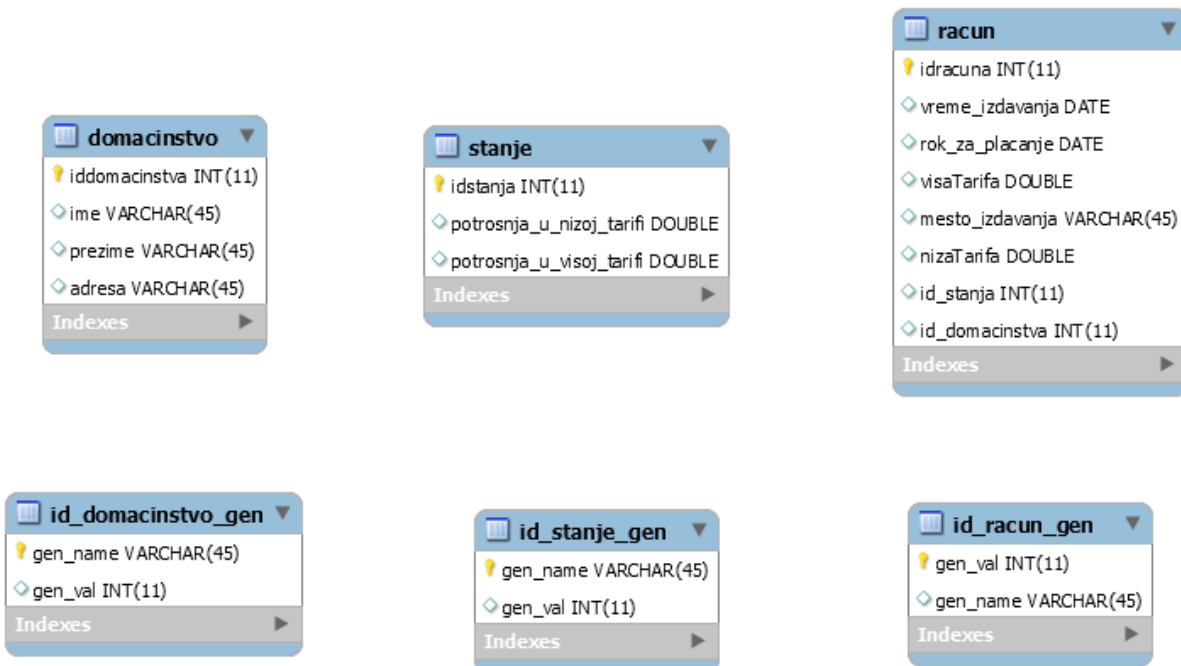 domacinstvo
iddomacinstva INT(11)
ime VARCHAR(45)
prezime VARCHAR(45)
adresa VARCHAR(45)
Indexes
stanje
idstanja INT(11)
potrosnja_u_nizoj_tarifi DOUBLE
potrosnja_u_visoj_tarifi DOUBLE
Indexes
racun
idracuna INT(11)
vreme_izdavanja DATE
rok_za_placanje DATE
visaTarifa DOUBLE
mesto_izdavanja VARCHAR(45)
nizaTarifa DOUBLE
id_stanja INT(11)
id_domacinstva INT(11)
Indexes
id_domacinstvo_gen
gen_name VARCHAR(45)
gen_val INT(11)
Indexes
id_stanje_gen
gen_name VARCHAR(45)
gen_val INT(11)
Indexes
id_racun_gen
gen_val INT(11)
gen_name VARCHAR(45)
Indexes